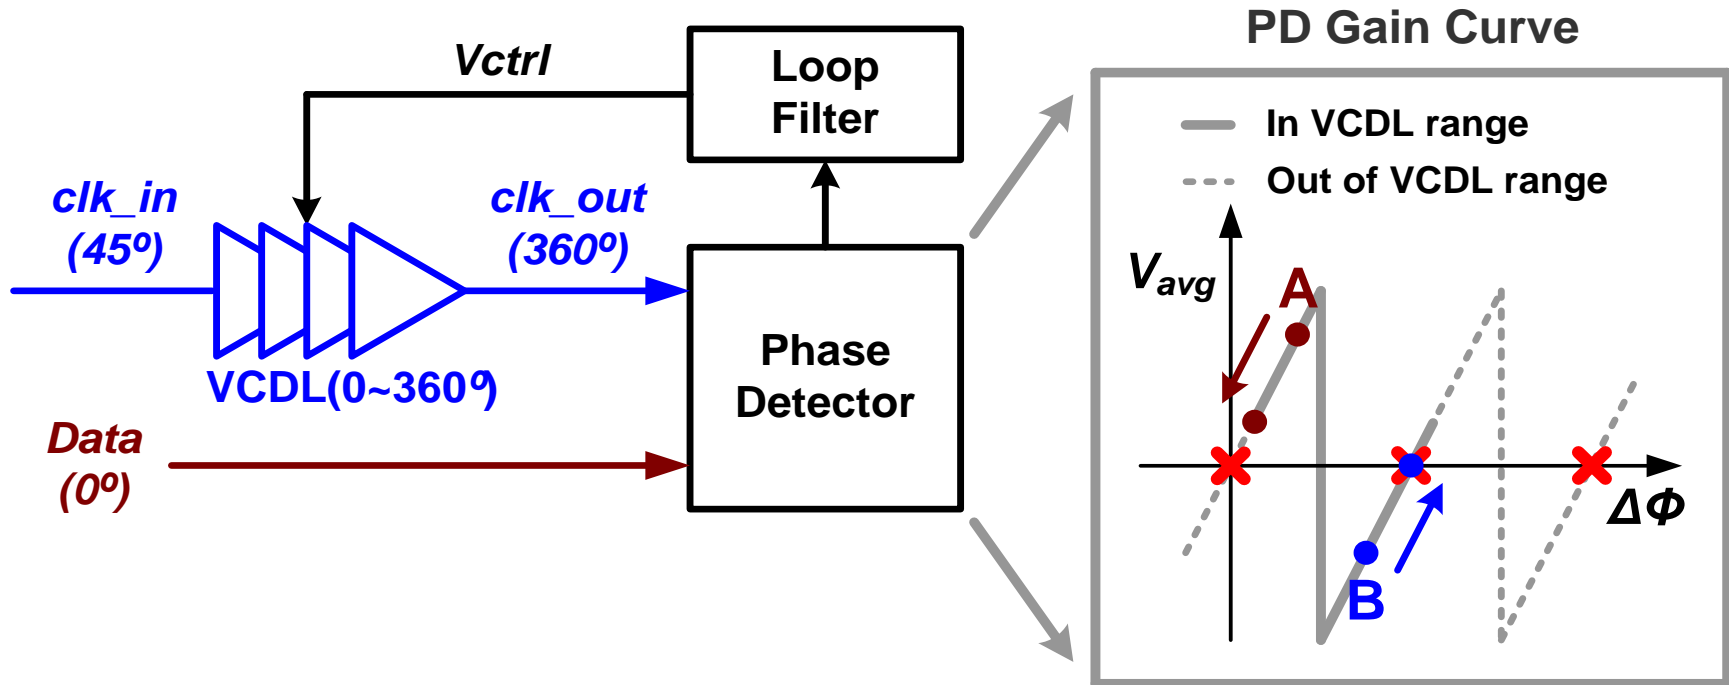 PD Gain Curve
Vctrl
Loop
Filter
In VCDL range
Out of VCDL range
clk_in
(45º)
clk_out
(360º)
VCDL(0~360º)
Phase
Detector
Data
(0º)
Vavg
A
B
ΔΦ